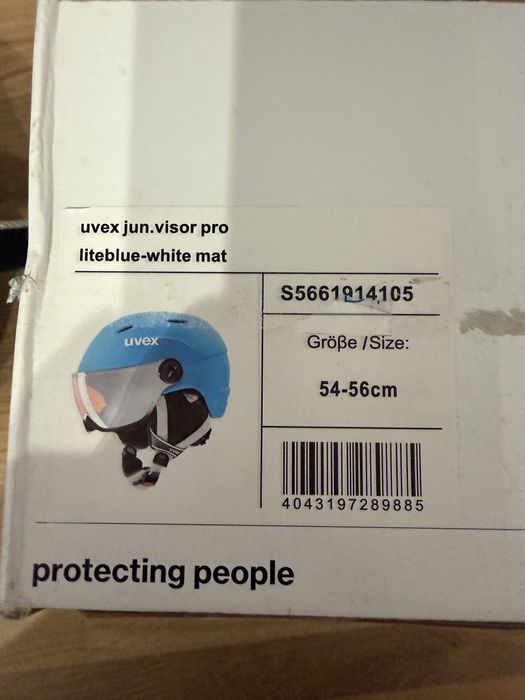 uvex jun.visor pro
liteblue-white mat
uvex
S5661914105
Größe /Size:
54-56cm
4043197289885
protecting people